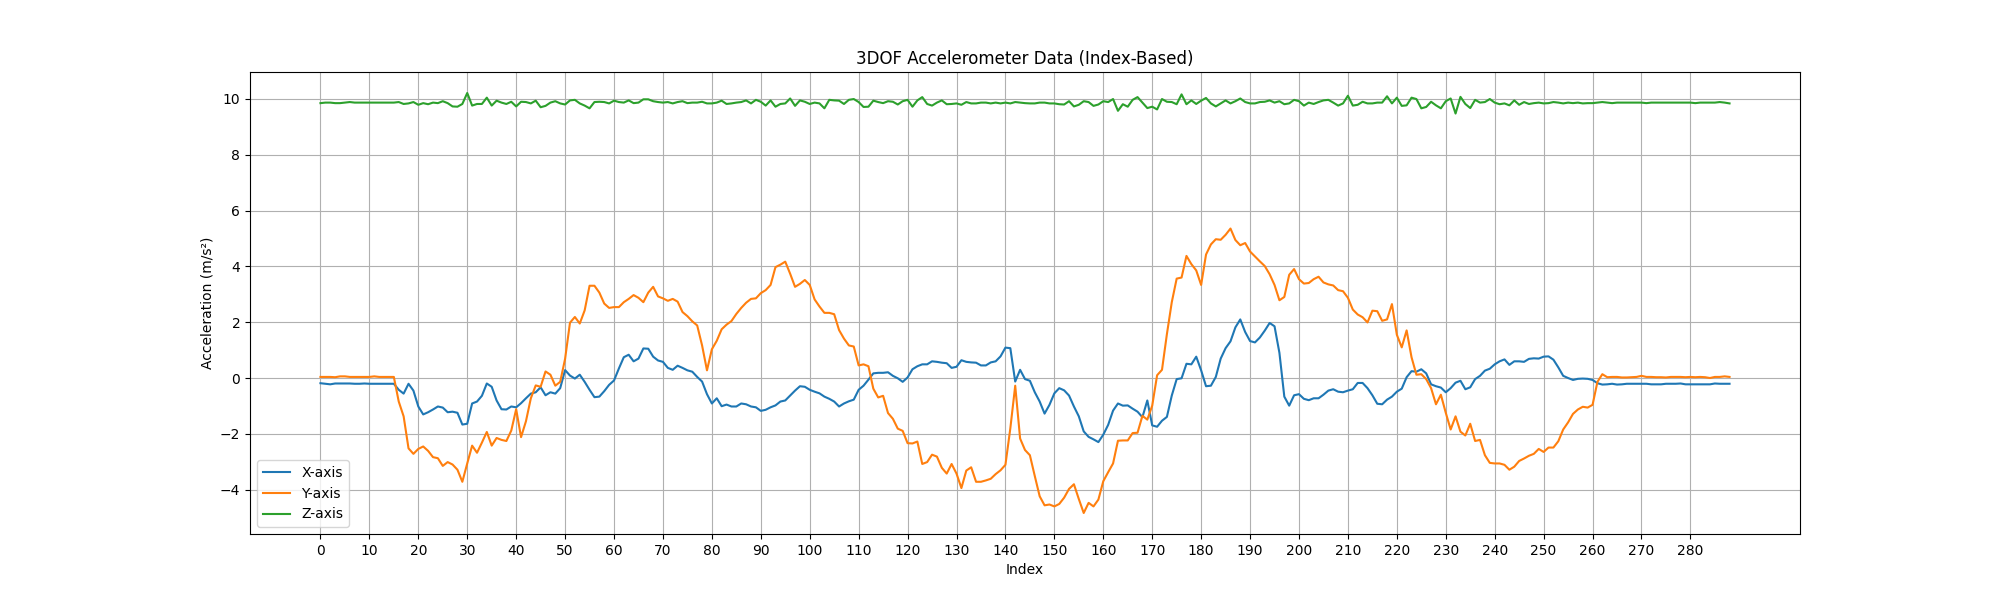 3DOF Accelerometer Data (Index-Based)
Acceleration (m/s²)
10
8
6
4
2
0
−2
−4
X-axis
Y-axis
Z-axis
0 10 20 30 40 50 60 70 80 90 100 110 120 130 140 150 160 170 180 190 200 210 220 230 240 250 260 270 280
Index